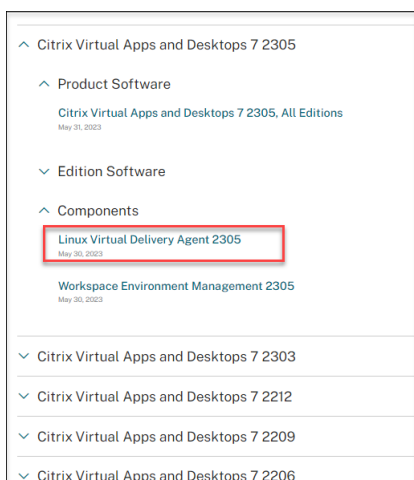 Citrix Virtual Apps and Desktops 7 2305
Product Software
Citrix Virtual Apps and Desktops 7 2305, All Editions
May 31, 2023
Edition Software
Components
Linux Virtual Delivery Agent 2305
May 30, 2023
Workspace Environment Management 2305
May 30, 2023
Citrix Virtual Apps and Desktops 7 2303
Citrix Virtual Apps and Desktops 7 2212
Citrix Virtual Apps and Desktops 7 2209
Citrix Virtual Apps and Desktops 7 2206